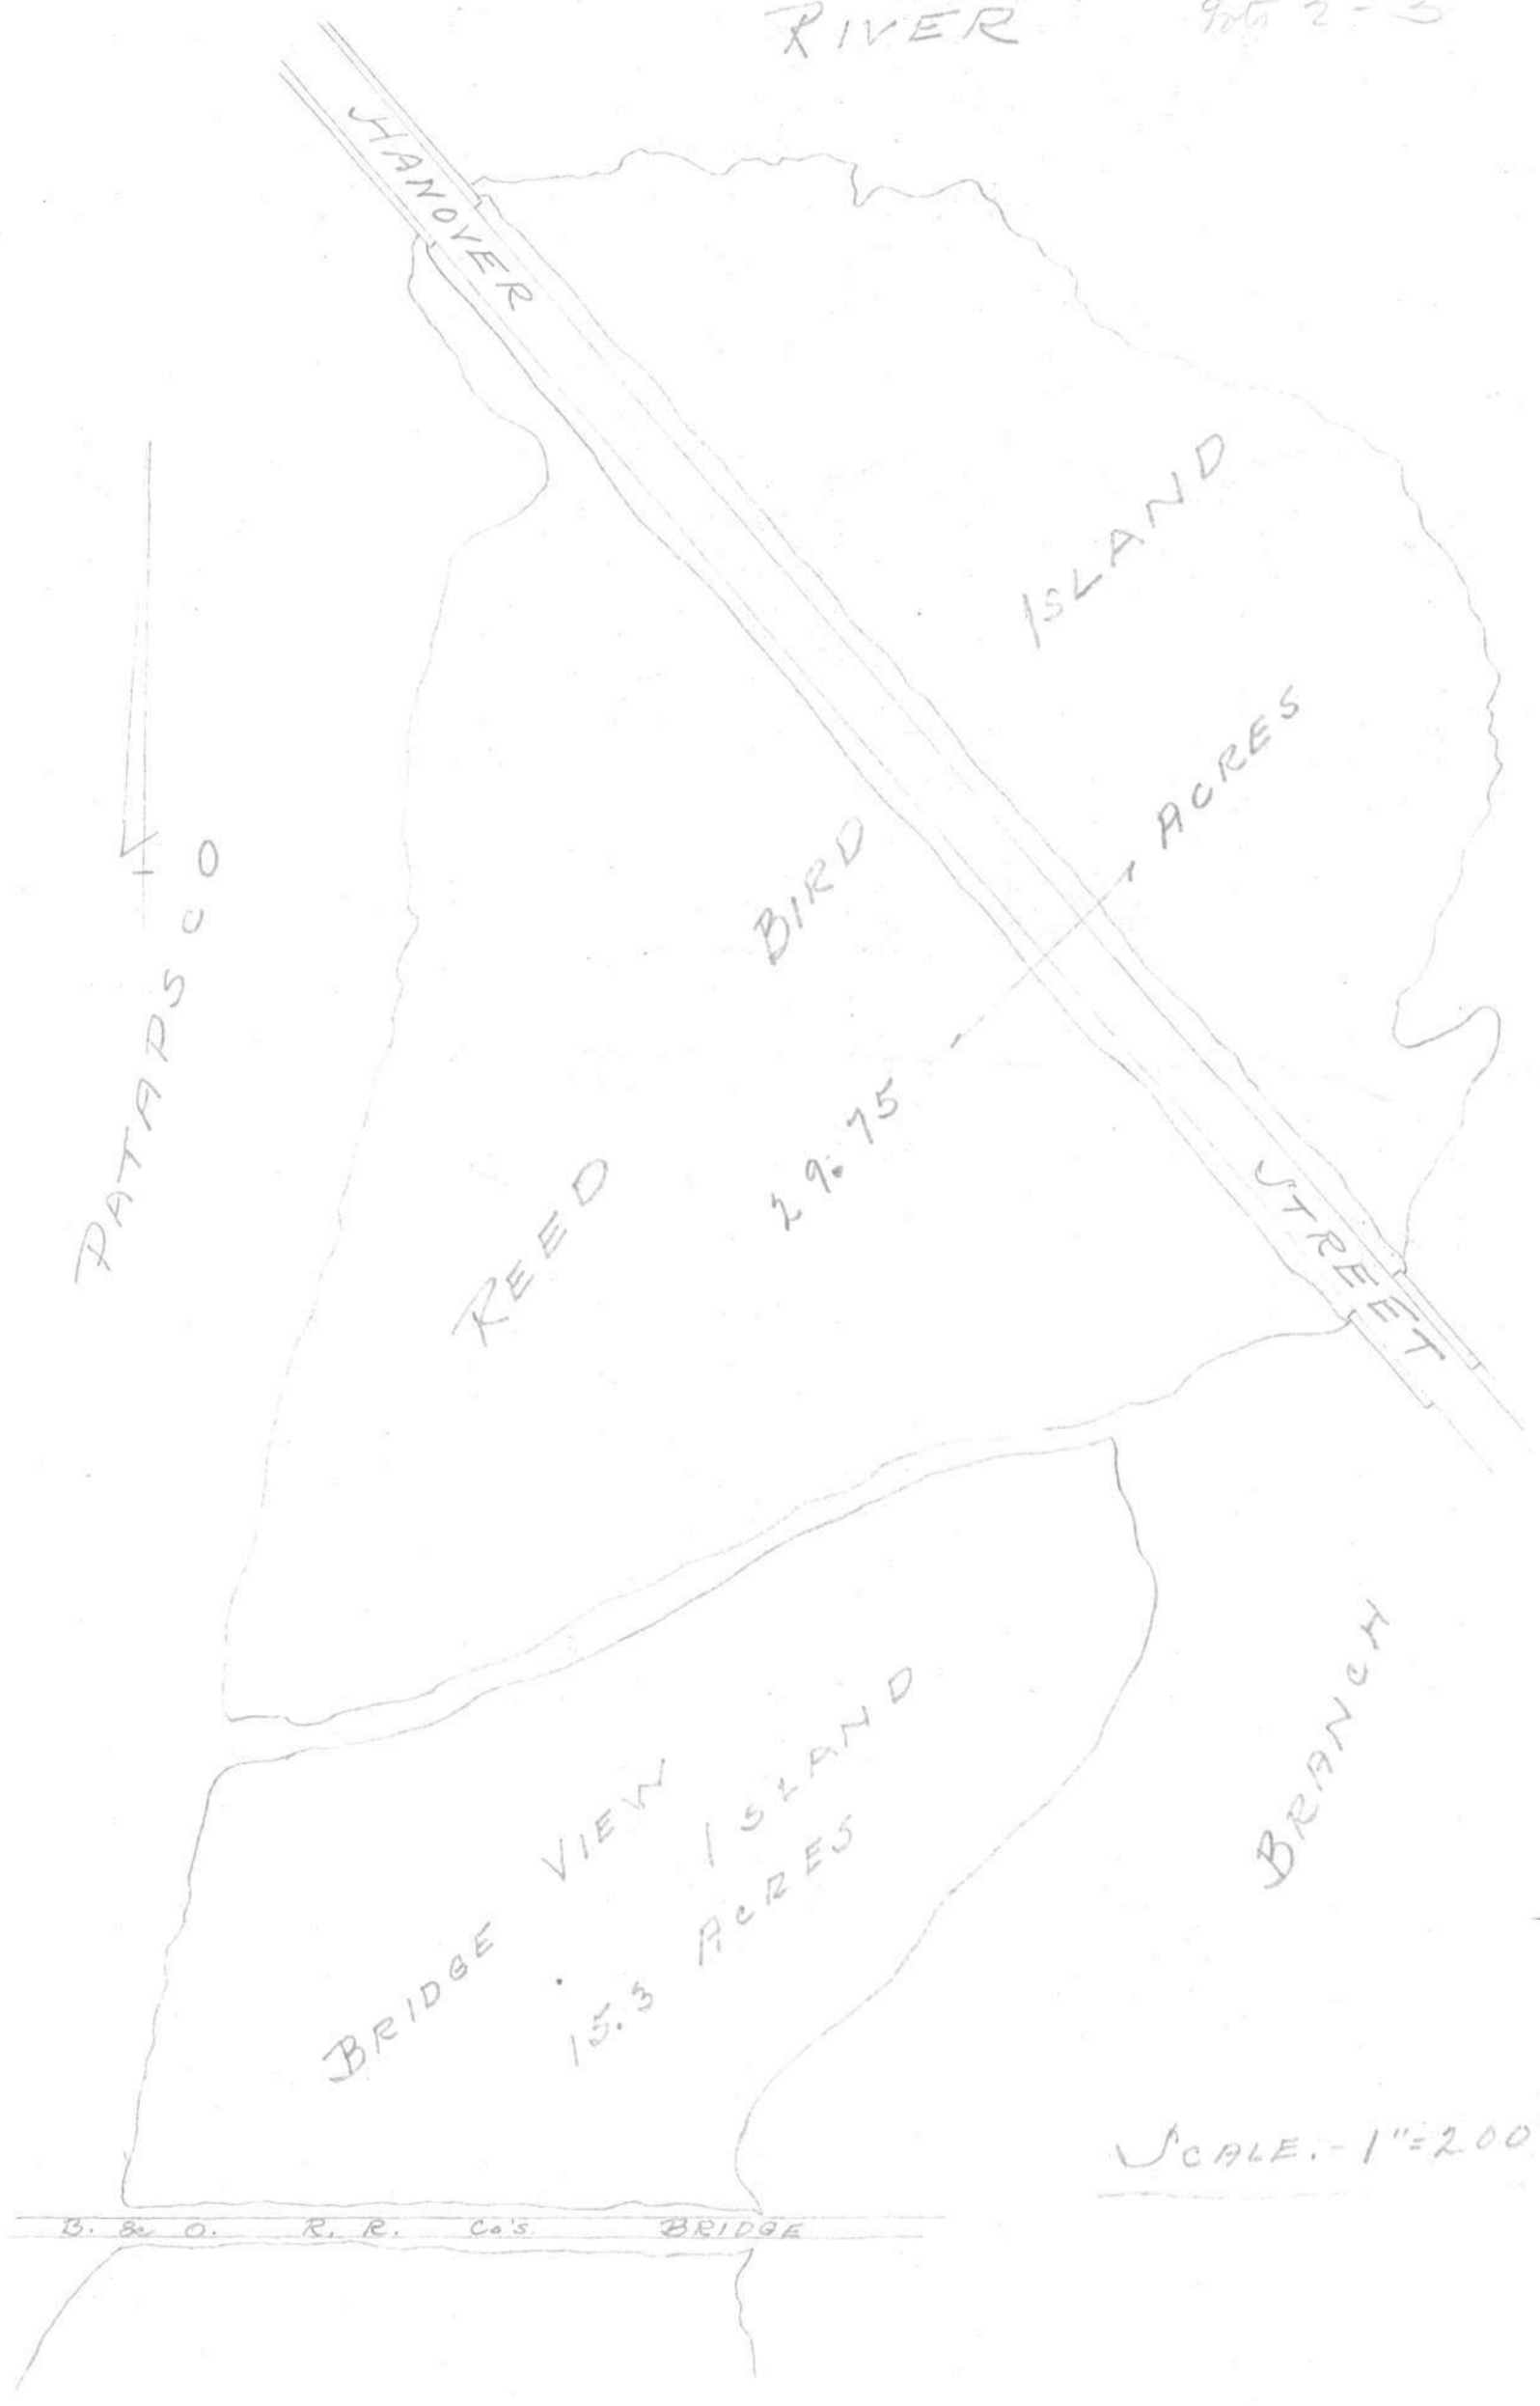 RIVER
HANOVER
STREET
PATAPSCO
REED BIRD ISLAND
29.75 ACRES
BRIDGE VIEW ISLAND
15.3 ACRES
BRANCH
SCALE.- 1"=200
B. & O. R. R. Co's. BRIDGE